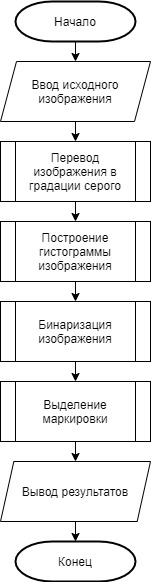 Начало
Ввод исходного
изображения
Перевод
изображения в
градации серого
Построение
гистограммы
изображения
Бинаризация
изображения
Выделение
маркировки
Вывод результатов
Конец